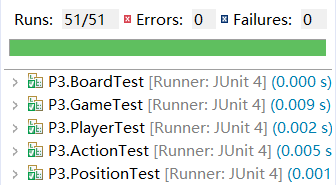 Runs: 51/51 Errors: 0 Failures: 0
P3.BoardTest [Runner: JUnit 4] (0.000 s)
P3.GameTest [Runner: JUnit 4] (0.009 s)
P3.PlayerTest [Runner: JUnit 4] (0.002 s)
P3.ActionTest [Runner: JUnit 4] (0.005 s
P3.PositionTest [Runner: JUnit 4] (0.001